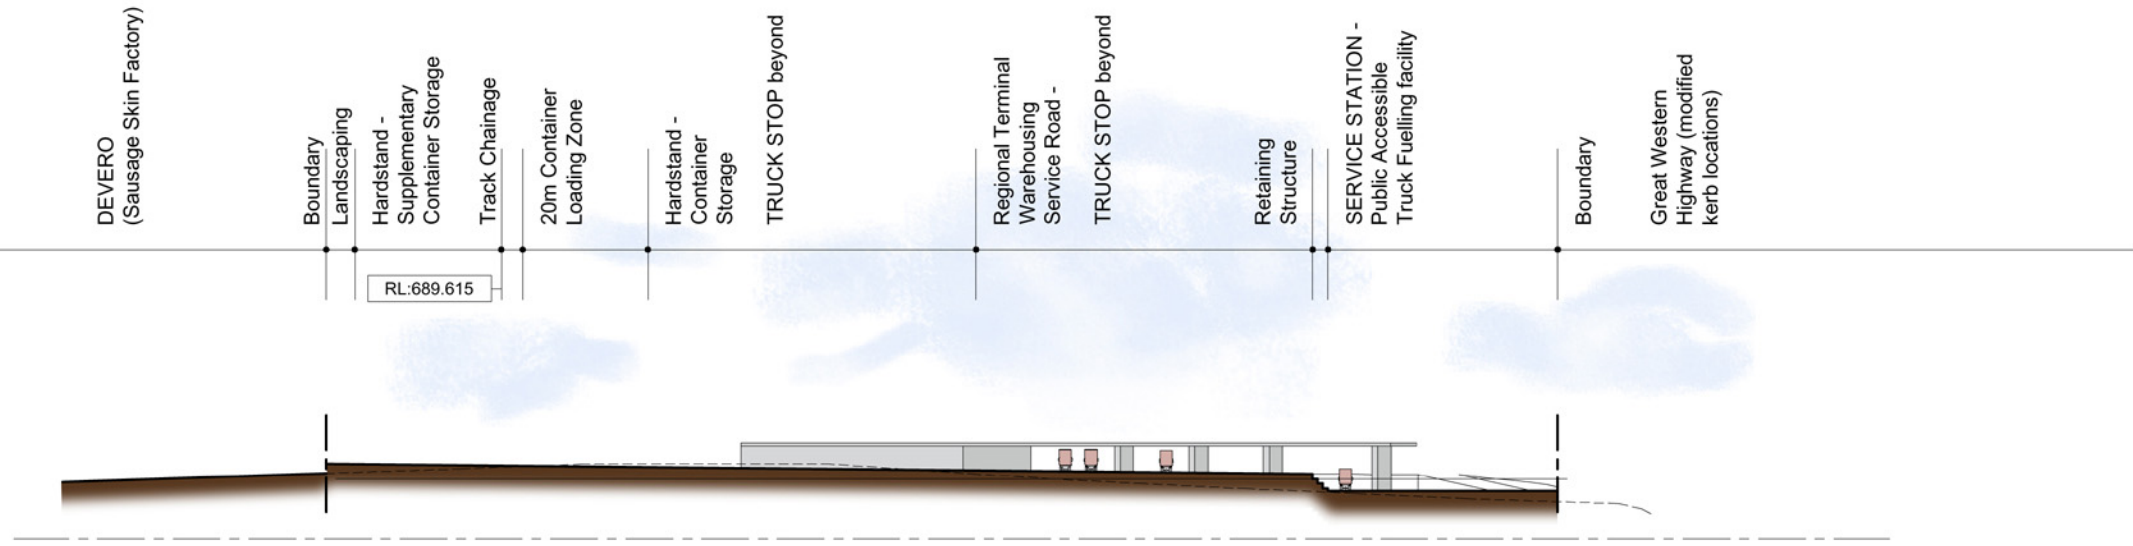 DEVERO
(Sausage Skin Factory)
Boundary
Landscaping
Hardstand -
Supplementary
Container Storage
Track Chainage
20m Container
Loading Zone
Hardstand -
Container
Storage
TRUCK STOP beyond
Regional Terminal
Warehousing
Service Road -
TRUCK STOP beyond
Retaining
Structure
SERVICE STATION -
Public Accessible
Truck Fuelling facility
Boundary
Great Western
Highway (modified
kerb locations)
RL:689.615